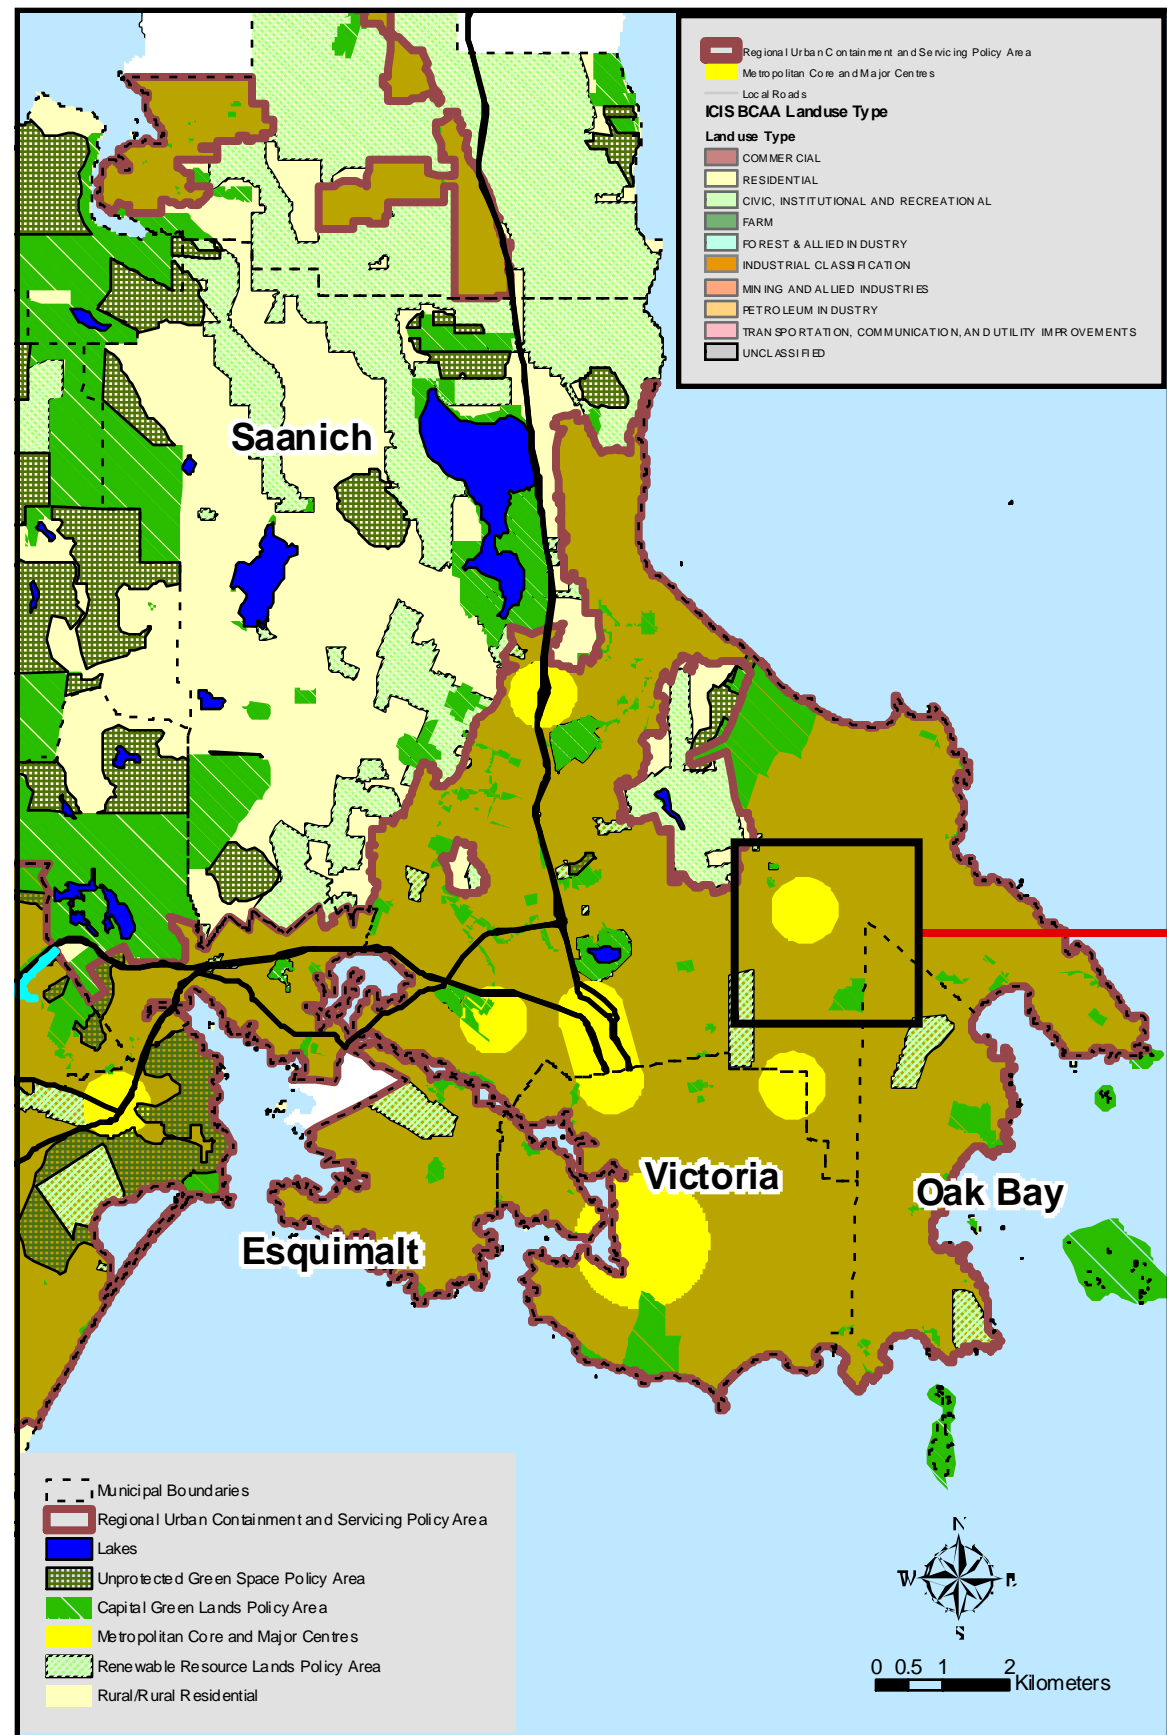 Regional Urban Containment and Servicing Policy Area
Metropolitan Core and Major Centres
Local Roads
ICIS BCAA Landuse Type
Landuse Type
COMMERCIAL
RESIDENTIAL
CIVIC, INSTITUTIONAL AND RECREATIONAL
FARM
FOREST & ALLIED INDUSTRY
INDUSTRIAL CLASSIFICATION
MINING AND ALLIED INDUSTRIES
PETROLEUM INDUSTRY
TRANSPORTATION, COMMUNICATION, AND UTILITY IMPROVEMENTS
UNCLASSIFIED
Saanich
Victoria
Oak Bay
Esquimalt
Municipal Boundaries
Regional Urban Containment and Servicing Policy Area
Lakes
Unprotected Green Space Policy Area
Capital Green Lands Policy Area
Metropolitan Core and Major Centres
Renewable Resource Lands Policy Area
Rural/Rural Residential
N
W E
S
0 0.5 1 2
Kilometers